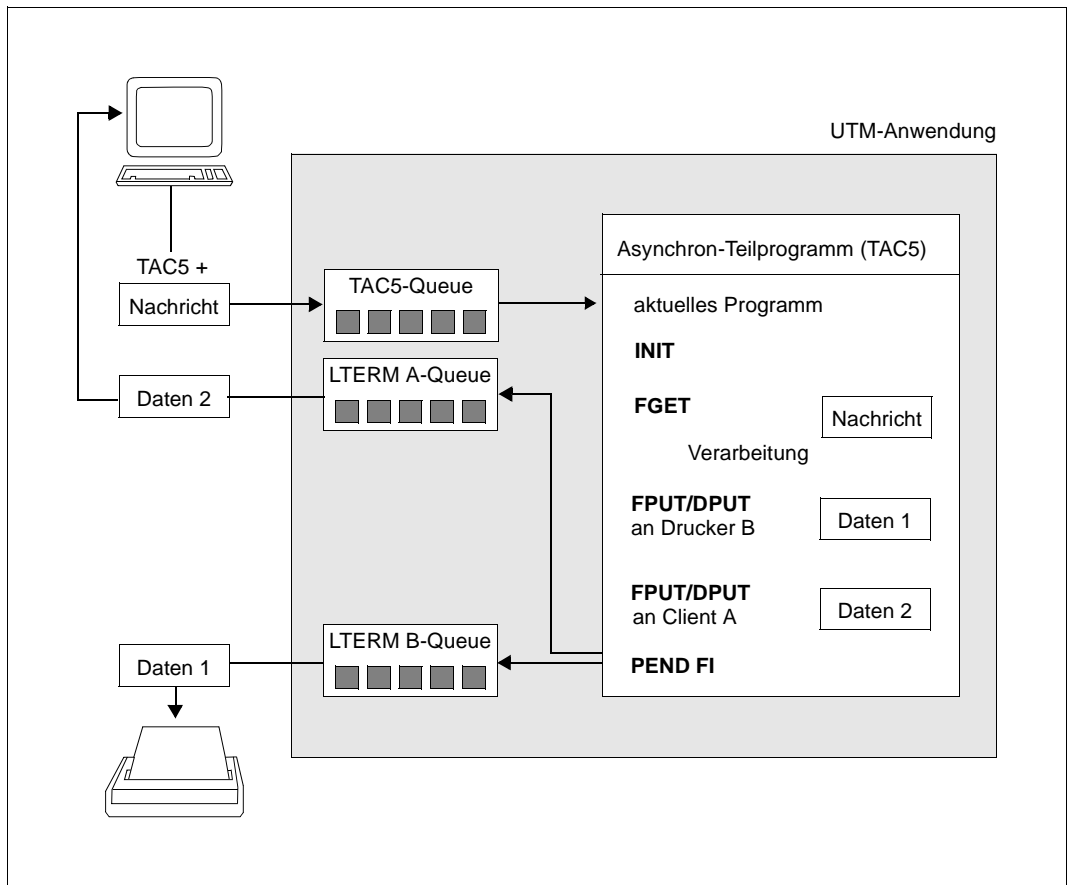 UTM-Anwendung
TAC5 +
Nachricht
TAC5-Queue
LTERM A-Queue
Daten 2
LTERM B-Queue
Daten 1
Asynchron-Teilprogramm (TAC5)
aktuelles Programm
INIT
FGET
Nachricht
Verarbeitung
FPUT/DPUT
an Drucker B
Daten 1
FPUT/DPUT
an Client A
Daten 2
PEND FI